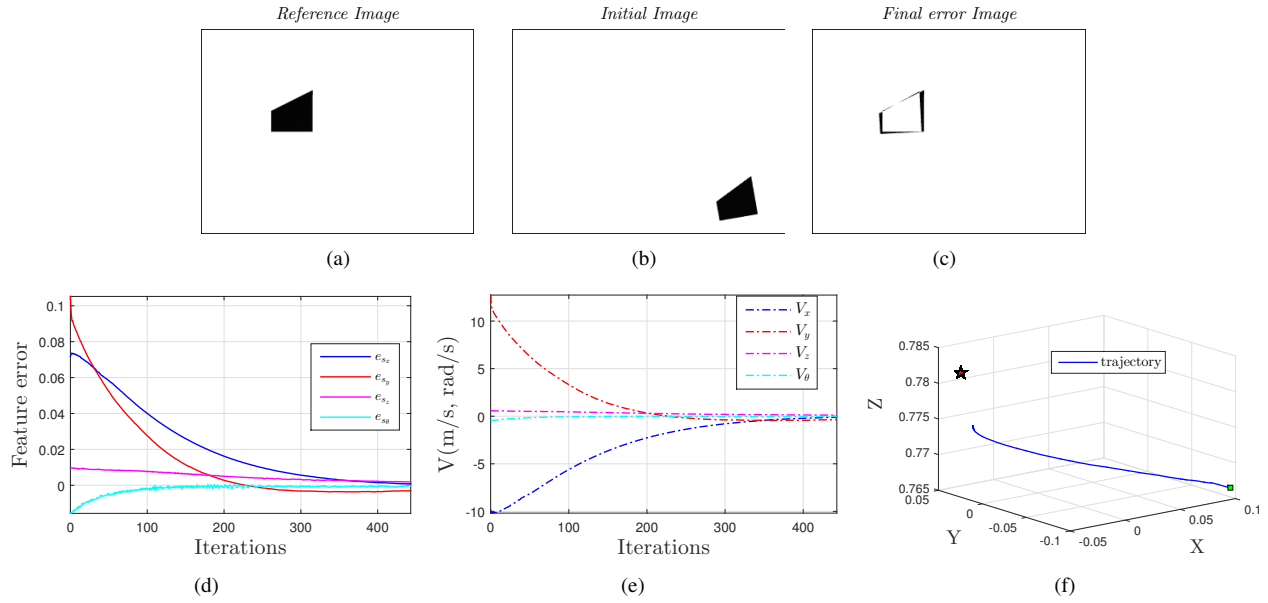 Reference Image
Initial Image
Final error Image
(a)
(b)
(c)
0.1
0.08
0.06
0.04
0.02
0
0
100
200
300
400
Feature error
Iterations
e_{s_x}
e_{s_y}
e_{s_z}
e_{s_θ}
(d)
10
5
0
-5
-10
0
100
200
300
400
V(m/s, rad/s)
Iterations
V_x
V_y
V_z
V_θ
(e)
0.785
0.78
0.775
0.77
0.765
Z
0.05
0
-0.05
-0.1
Y
-0.05
0
0.05
0.1
X
trajectory
(f)